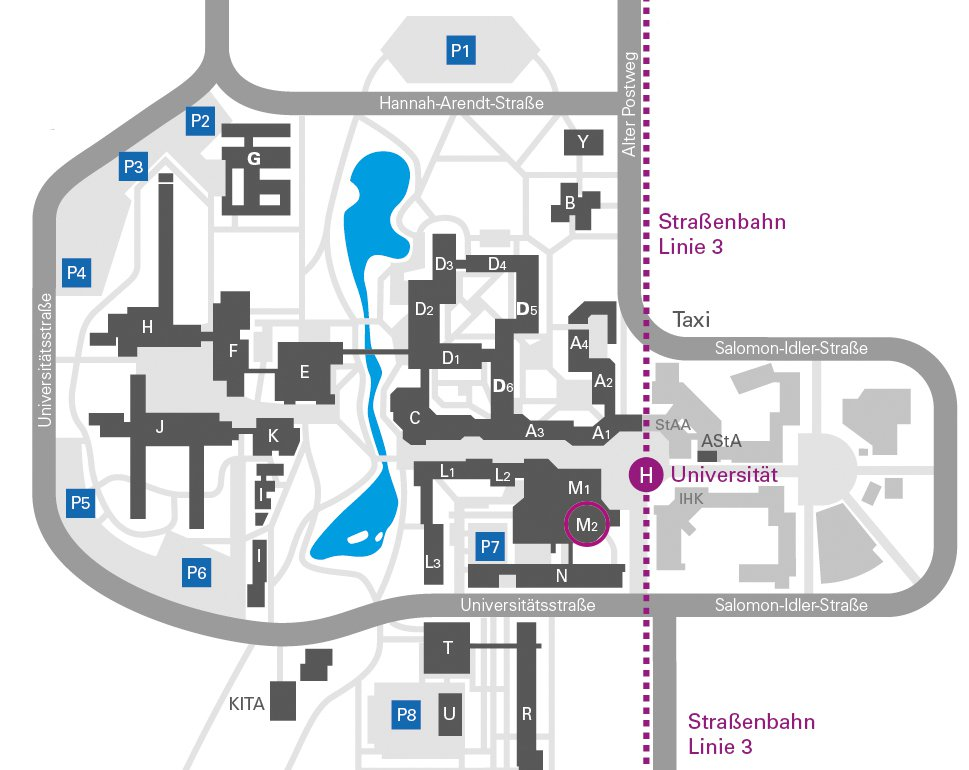 P1
Hannah-Arendt-Straße
Alter Postweg
P2
G
P3
Y
B
Straßenbahn
Linie 3
P4
D3
D4
D2
D5
H
F
E
D1
D6
A4
A2
Taxi
Salomon-Idler-Straße
Universitätsstraße
J
K
C
A3
A1
StAA
AStA
H
Universität
I
L1
L2
M1
M2
IHK
P5
P6
I
L3
P7
N
Universitätsstraße
Salomon-Idler-Straße
T
KITA
P8
U
R
Straßenbahn
Linie 3